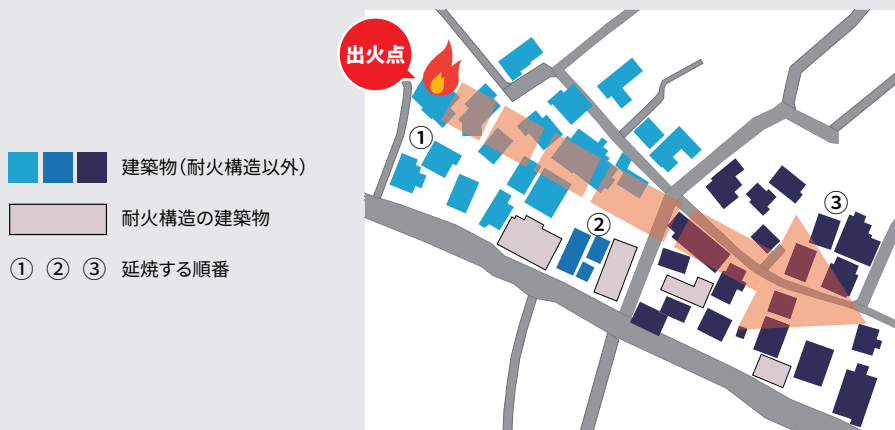 出火点
①
②
③
建築物（耐火構造以外）
耐火構造の建築物
① ② ③ 延焼する順番